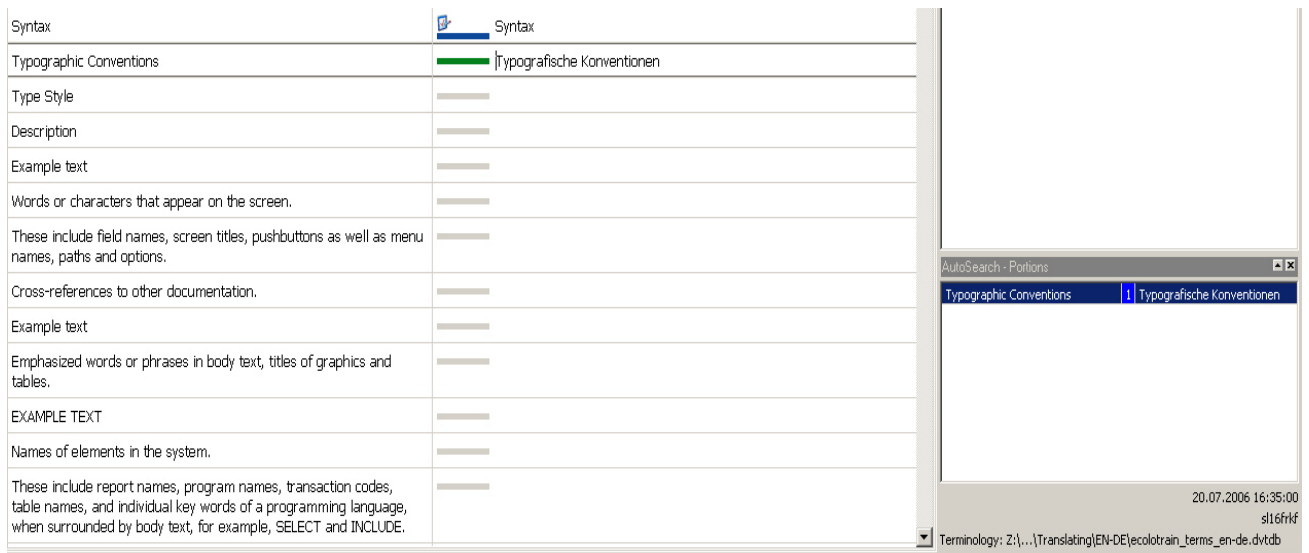 Syntax
Syntax
Typographic Conventions
Typografische Konventionen
Type Style
Description
Example text
Words or characters that appear on the screen.
These include field names, screen titles, pushbuttons as well as menu
names, paths and options.
Cross-references to other documentation.
Example text
Emphasized words or phrases in body text, titles of graphics and
tables.
EXAMPLE TEXT
Names of elements in the system.
These include report names, program names, transaction codes,
table names, and individual key words of a programming language,
when surrounded by body text, for example, SELECT and INCLUDE.
AutoSearch - Portions
Typographic Conventions 1 Typografische Konventionen
20.07.2006 16:35:00
sl16frkf
Terminology: Z:\...\Translating\EN-DE\ecolotrain_terms_en-de.dvtdb